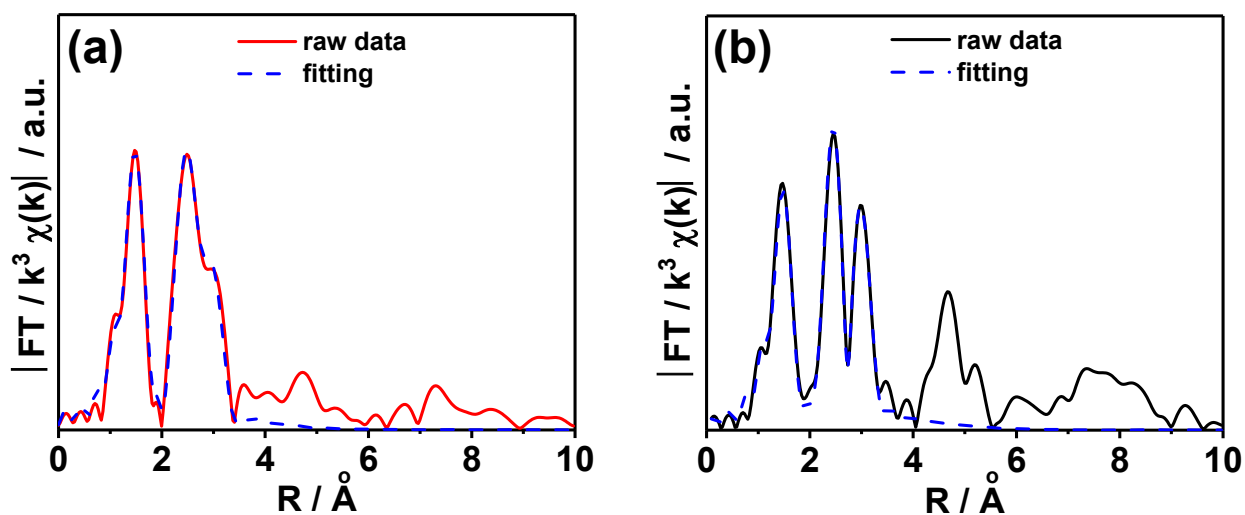 (a)
raw data
fitting
|FT / k³ χ(k)| / a.u.
0 2 4 6 8 10
R / Å
(b)
raw data
fitting
|FT / k³ χ(k)| / a.u.
0 2 4 6 8 10
R / Å